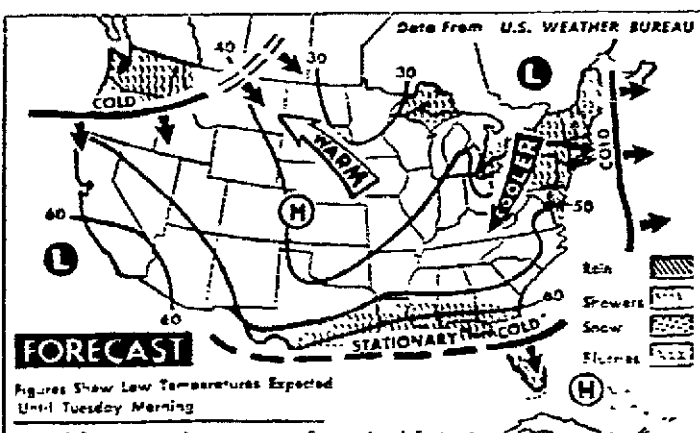 Data From U.S. WEATHER BUREAU
40
30
30
L
COLD
WARM
COOLER
COLD
H
60
50
L
60
60
Rain
Showers
Snow
Flurries
STATIONARY COLD
FORECAST
H
Figures Show Low Temperatures Expected
Until Tuesday Morning